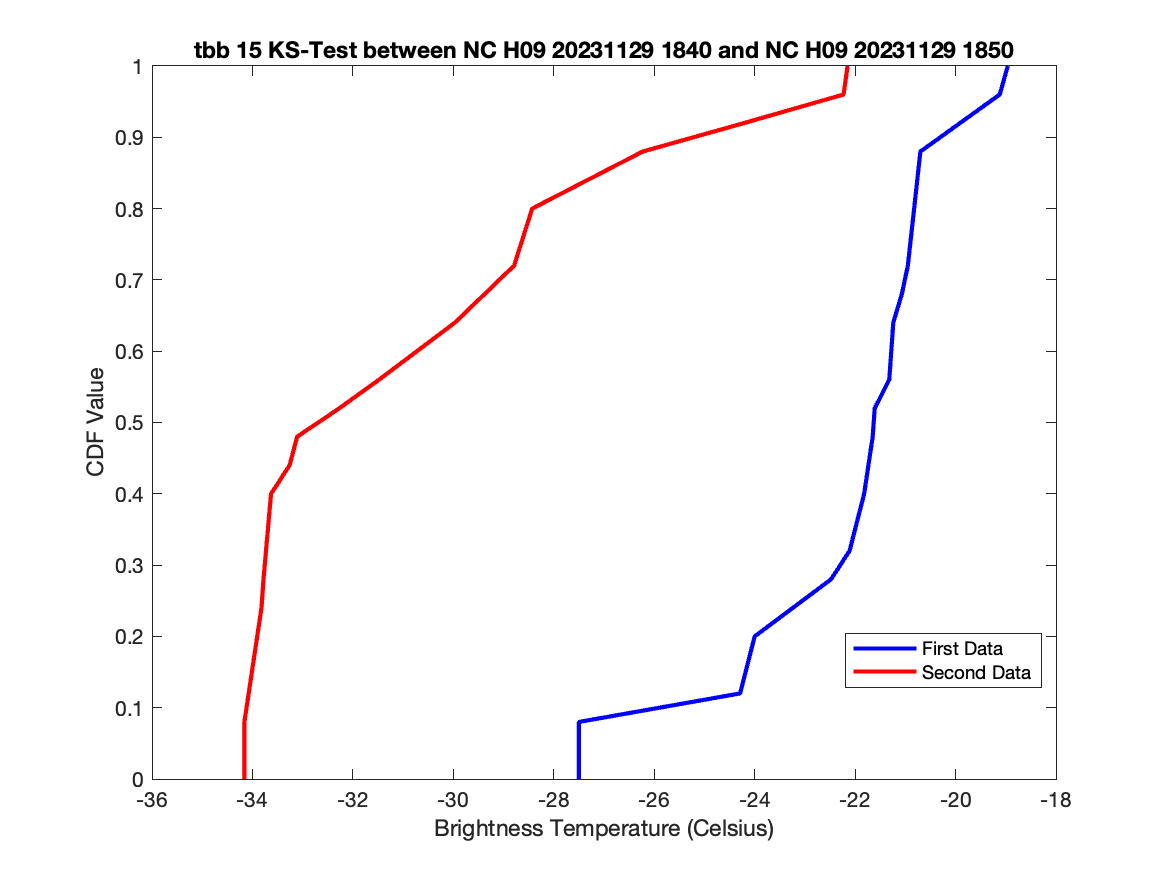 tbb 15 KS-Test between NC H09 20231129 1840 and NC H09 20231129 1850
1
0.9
0.8
0.7
0.6
0.5
0.4
0.3
0.2
0.1
0
CDF Value
First Data
Second Data
-36 -34 -32 -30 -28 -26 -24 -22 -20 -18
Brightness Temperature (Celsius)